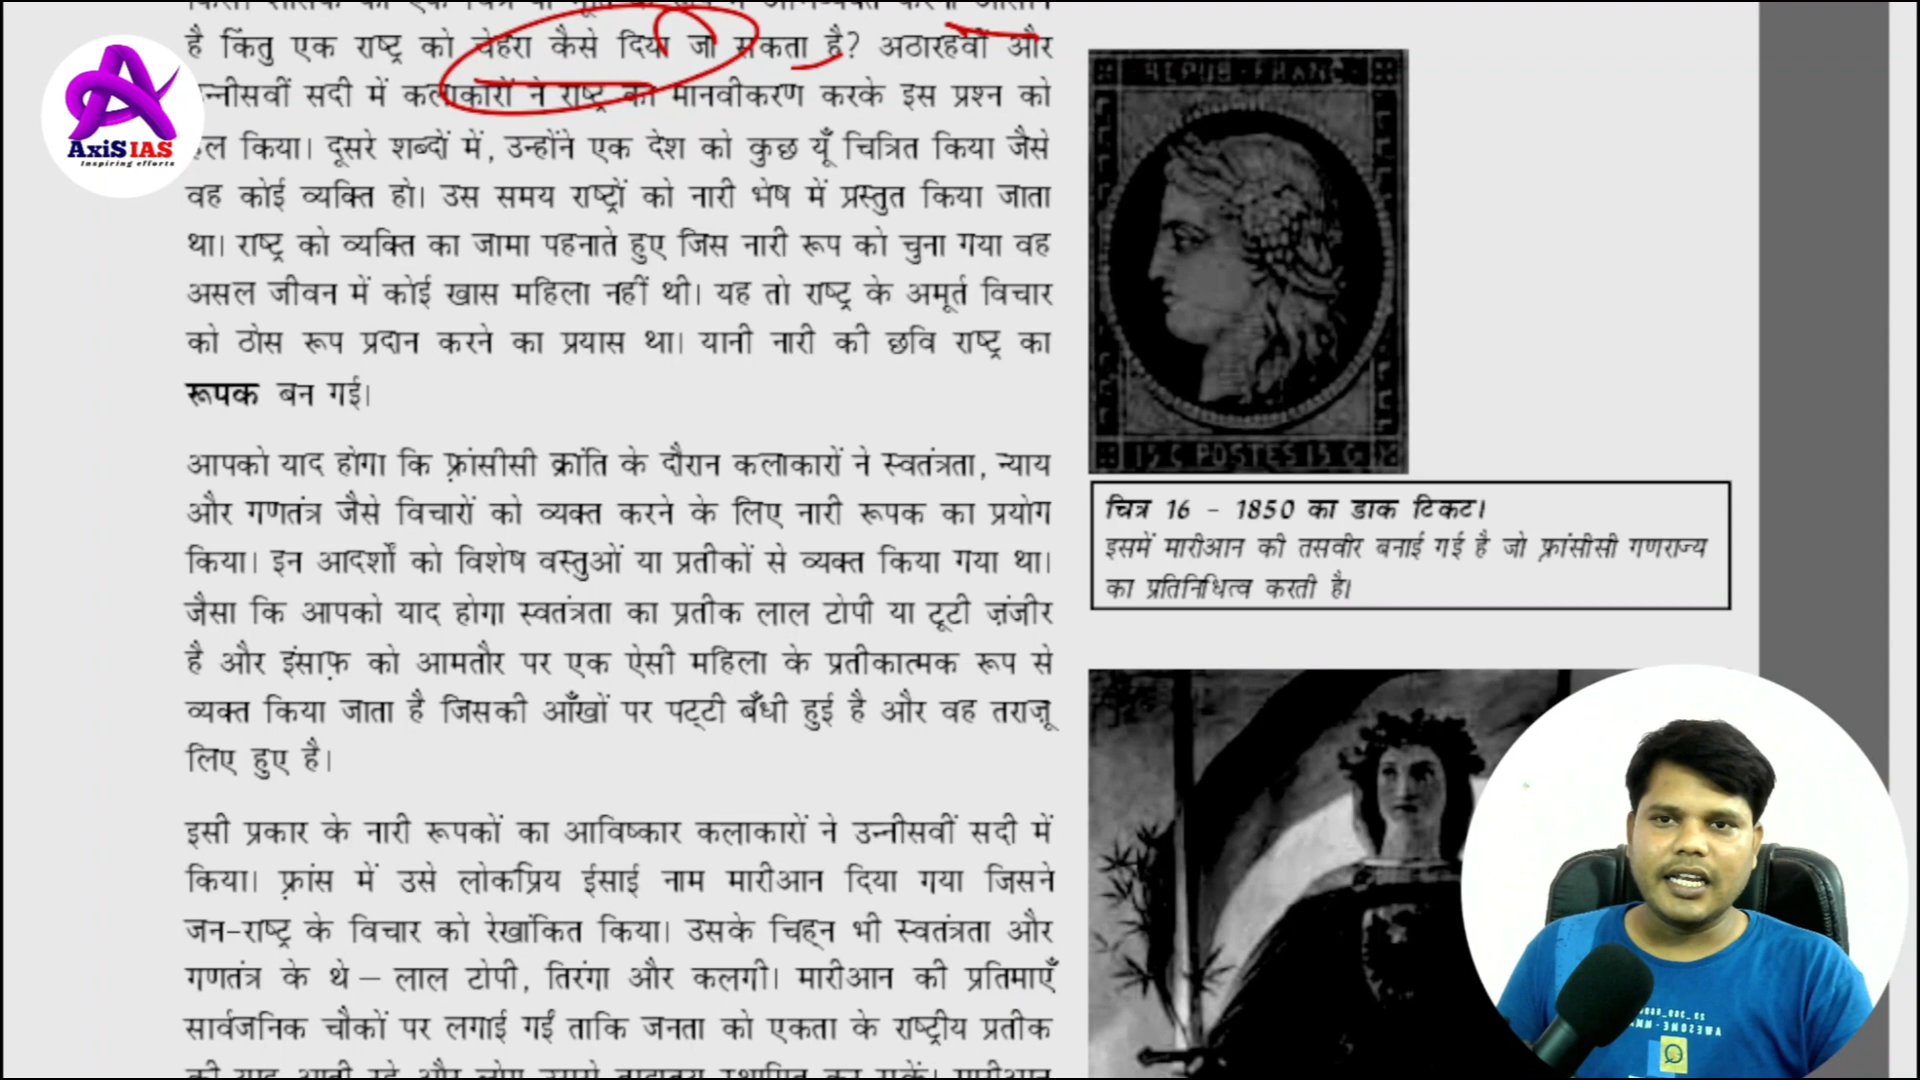 है किंतु एक राष्ट्र को चेहरा कैसे दिया जा सकता है? अठारहवीं और
सदी में कलाकारों ने राष्ट्र का मानवीकरण करके इस प्रश्न को
किया। दूसरे शब्दों में, उन्होंने एक देश को कुछ यूँ चित्रित किया जैसे
वह कोई व्यक्ति हो। उस समय राष्ट्रों को नारी भेष में प्रस्तुत किया जाता
था। राष्ट्र को व्यक्ति का जामा पहनाते हुए जिस नारी रूप को चुना गया वह
असल जीवन में कोई खास महिला नहीं थी। यह तो राष्ट्र के अमूर्त विचार
को ठोस रूप प्रदान करने का प्रयास था। यानी नारी की छवि राष्ट्र का
रूपक बन गई।
आपको याद होगा कि फ़्रांसीसी क्रांति के दौरान कलाकारों ने स्वतंत्रता, न्याय
और गणतंत्र जैसे विचारों को व्यक्त करने के लिए नारी रूपक का प्रयोग
किया। इन आदर्शों को विशेष वस्तुओं या प्रतीकों से व्यक्त किया गया था।
जैसा कि आपको याद होगा स्वतंत्रता का प्रतीक लाल टोपी या टूटी ज़ंजीर
है और इंसाफ़ को आमतौर पर एक ऐसी महिला के प्रतीकात्मक रूप से
व्यक्त किया जाता है जिसकी आँखों पर पट्टी बँधी हुई है और वह तराज़ू
लिए हुए है।
इसी प्रकार के नारी रूपकों का आविष्कार कलाकारों ने उन्नीसवीं सदी में
किया। फ़्रांस में उसे लोकप्रिय ईसाई नाम मारीआन दिया गया जिसने
जन-राष्ट्र के विचार को रेखांकित किया। उसके चिह्न भी स्वतंत्रता और
गणतंत्र के थे – लाल टोपी, तिरंगा और कलगी। मारीआन की प्रतिमाएँ
सार्वजनिक चौकों पर लगाई गईं ताकि जनता को एकता के राष्ट्रीय प्रतीक
REPUB FRANC
15 C POSTES 15 C
चित्र 16 – 1850 का डाक टिकट।
इसमें मारीआन की तसवीर बनाई गई है जो फ़्रांसीसी गणराज्य
का प्रतिनिधित्व करती है।
AxiS IAS
Inspiring efforts